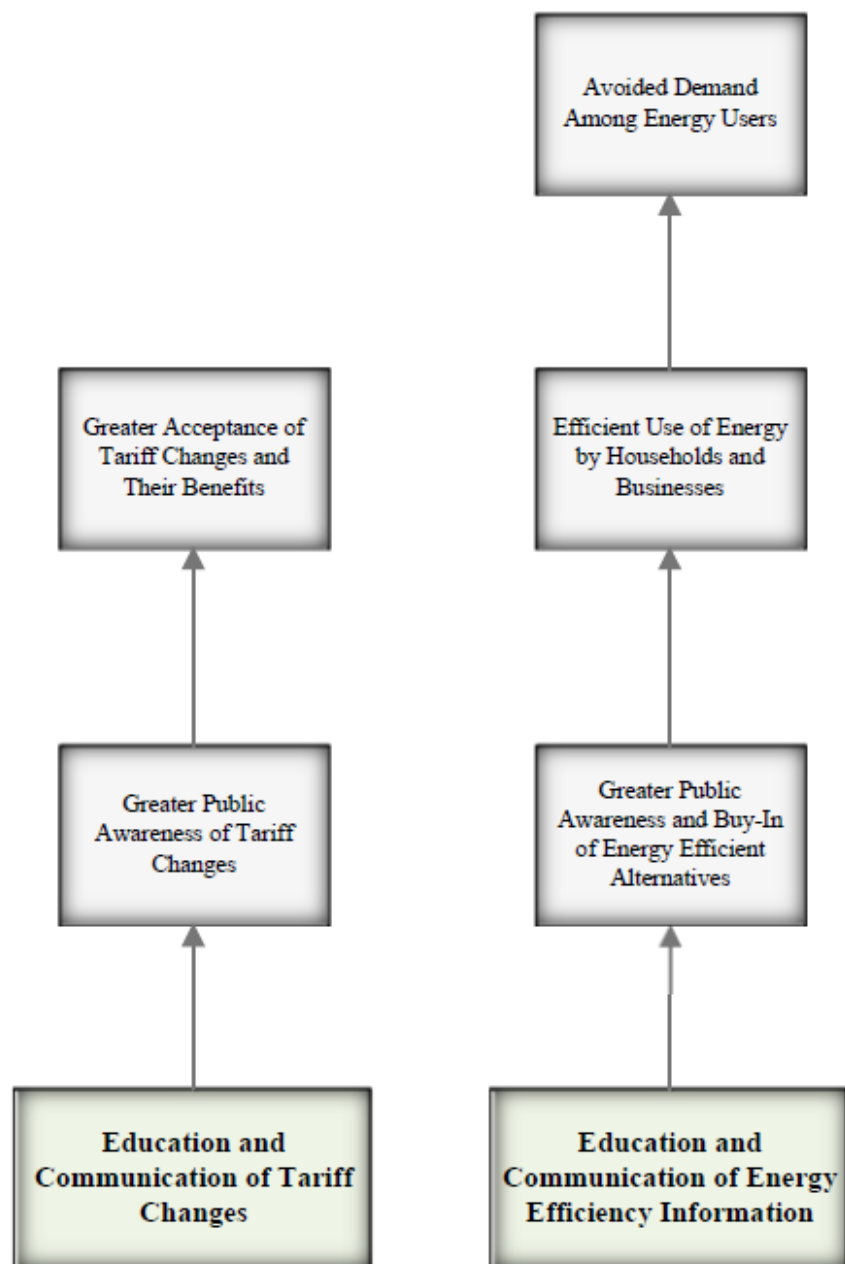 Avoided Demand
Among Energy Users
Greater Acceptance of
Tariff Changes and
Their Benefits
Efficient Use of Energy
by Households and
Businesses
Greater Public
Awareness of Tariff
Changes
Greater Public
Awareness and Buy-In
of Energy Efficient
Alternatives
Education and
Communication of Tariff
Changes
Education and
Communication of Energy
Efficiency Information